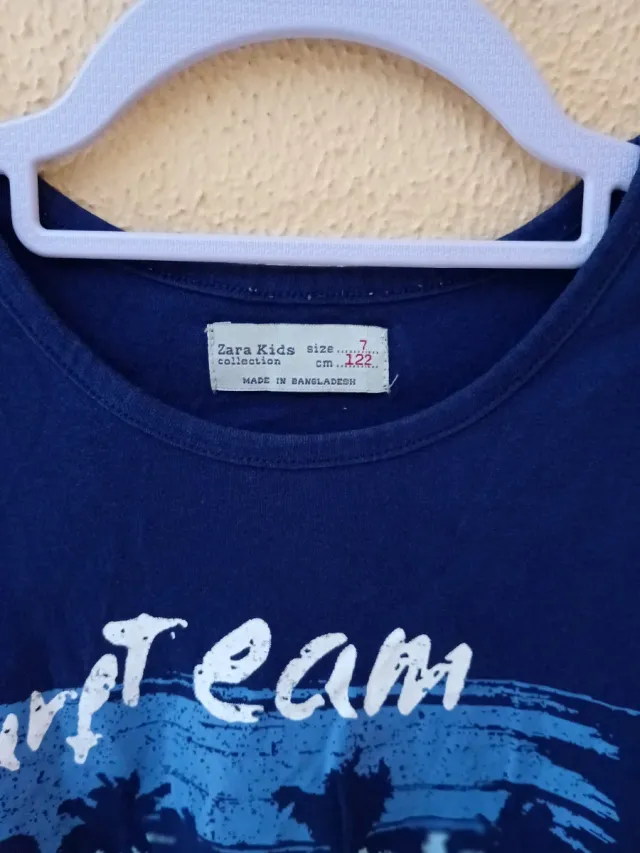 Zara Kids size ......7....
collection cm ..122....
MADE IN BANGLADESH
Team